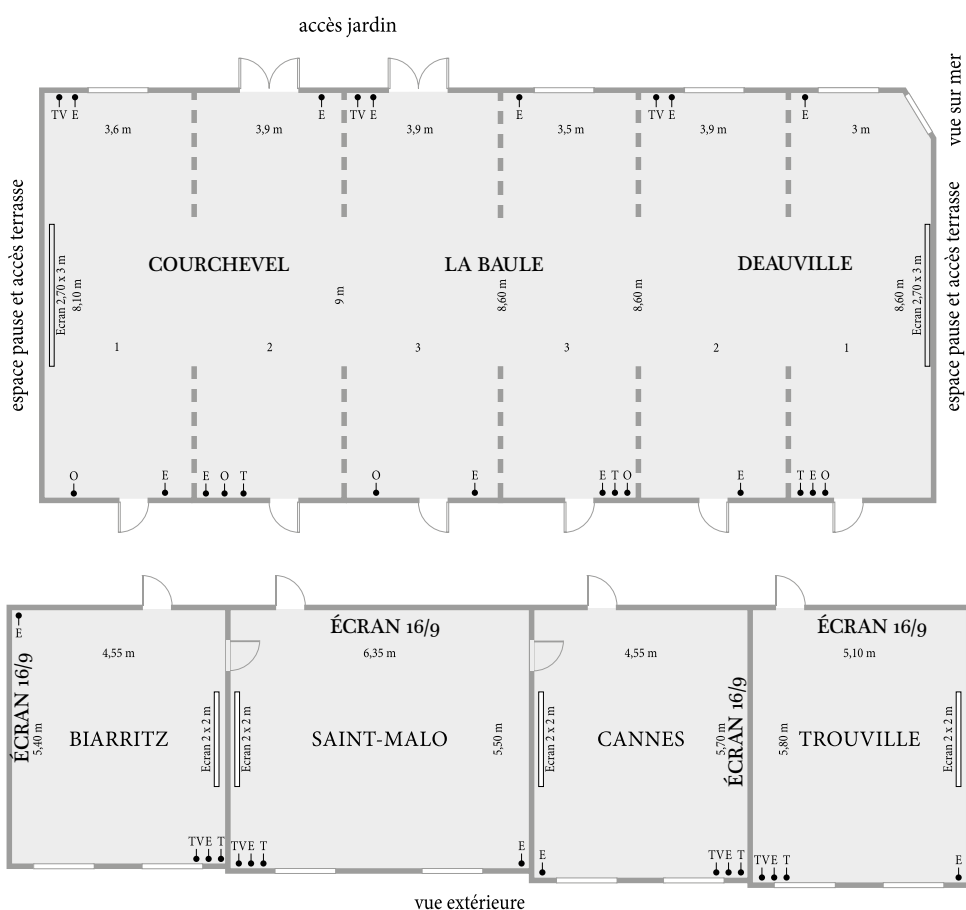 accès jardin
vue sur mer
espace pause et accès terrasse
espace pause et accès terrasse
TV E
E
TV E
E
TV E
E
3,6 m
3,9 m
3,9 m
3,5 m
3,9 m
3 m
COURCHEVEL
LA BAULE
DEAUVILLE
Ecran 2,70 x 3 m
8,10 m
9 m
8,60 m
8,60 m
8,60 m
Ecran 2,70 x 3 m
1
2
3
3
2
1
O
E
E O T
O
E
E T O
E
T E O
E
ÉCRAN 16/9
4,55 m
5,40 m
BIARRITZ
Ecran 2 x 2 m
TV E T
ÉCRAN 16/9
6,35 m
Ecran 2 x 2 m
SAINT-MALO
5,50 m
TV E T
E
4,55 m
Ecran 2 x 2 m
CANNES
5,70 m
ÉCRAN 16/9
E
TV E T
ÉCRAN 16/9
5,10 m
5,80 m
TROUVILLE
Ecran 2 x 2 m
TV E T
E
vue extérieure